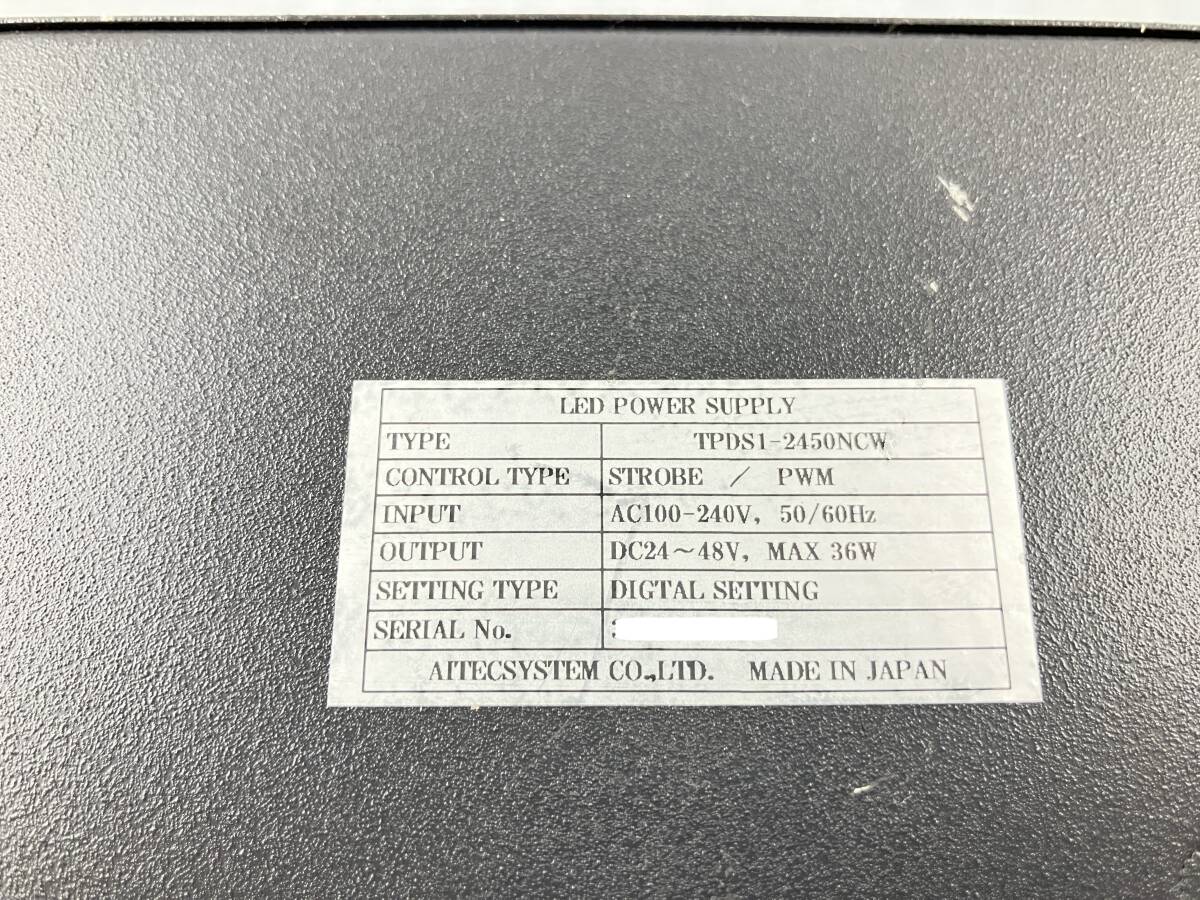 LED POWER SUPPLY
TYPE TPDS1-2450NCW
CONTROL TYPE STROBE / PWM
INPUT AC100-240V, 50/60Hz
OUTPUT DC24~48V, MAX 36W
SETTING TYPE DIGTAL SETTING
SERIAL No.
AITECSYSTEM CO.,LTD. MADE IN JAPAN